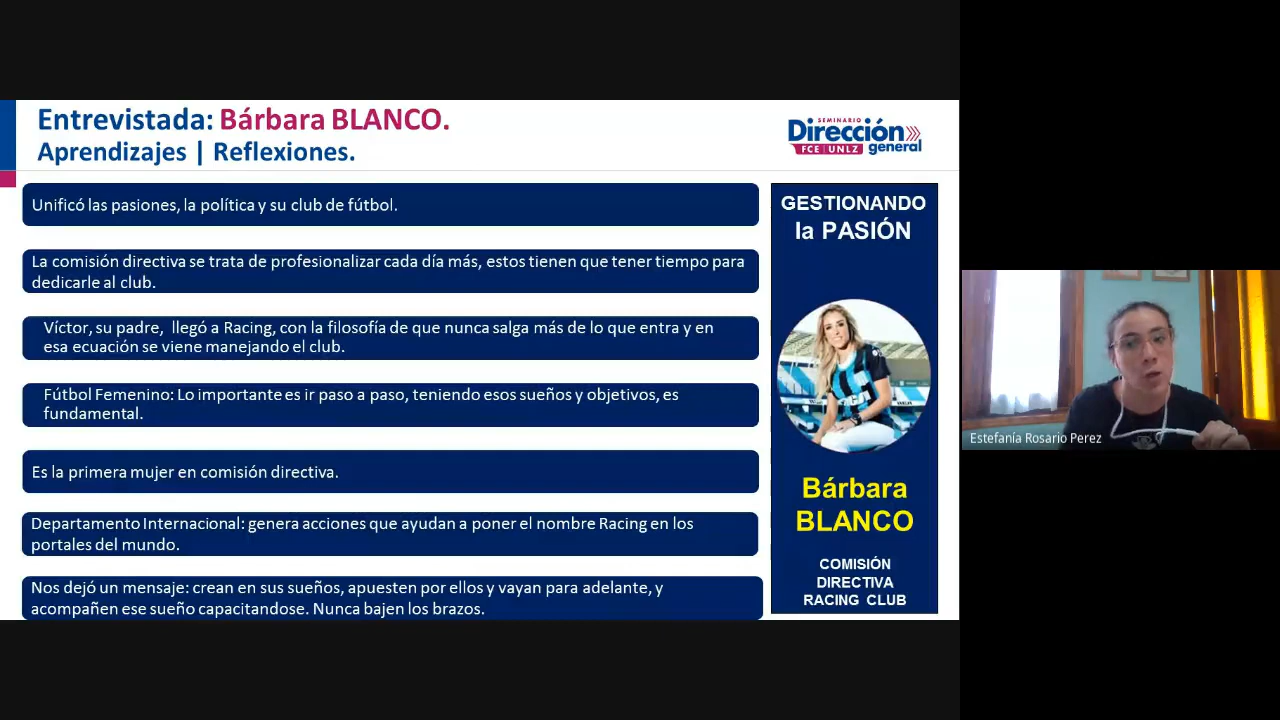 Entrevistada: Bárbara BLANCO.
Aprendizajes | Reflexiones.
SEMINARIO
Dirección
FCE | UNLZ
general
Unificó las pasiones, la política y su club de fútbol.
La comisión directiva se trata de profesionalizar cada día más, estos tienen que tener tiempo para
dedicarle al club.
Víctor, su padre, llegó a Racing, con la filosofía de que nunca salga más de lo que entra y en
esa ecuación se viene manejando el club.
Fútbol Femenino: Lo importante es ir paso a paso, teniendo esos sueños y objetivos, es
fundamental.
Es la primera mujer en comisión directiva.
Departamento Internacional: genera acciones que ayudan a poner el nombre Racing en los
portales del mundo.
Nos dejó un mensaje: crean en sus sueños, apuesten por ellos y vayan para adelante, y
acompañen ese sueño capacitandose. Nunca bajen los brazos.
GESTIONANDO
la PASIÓN
Bárbara
BLANCO
COMISIÓN
DIRECTIVA
RACING CLUB
Estefanía Rosario Perez